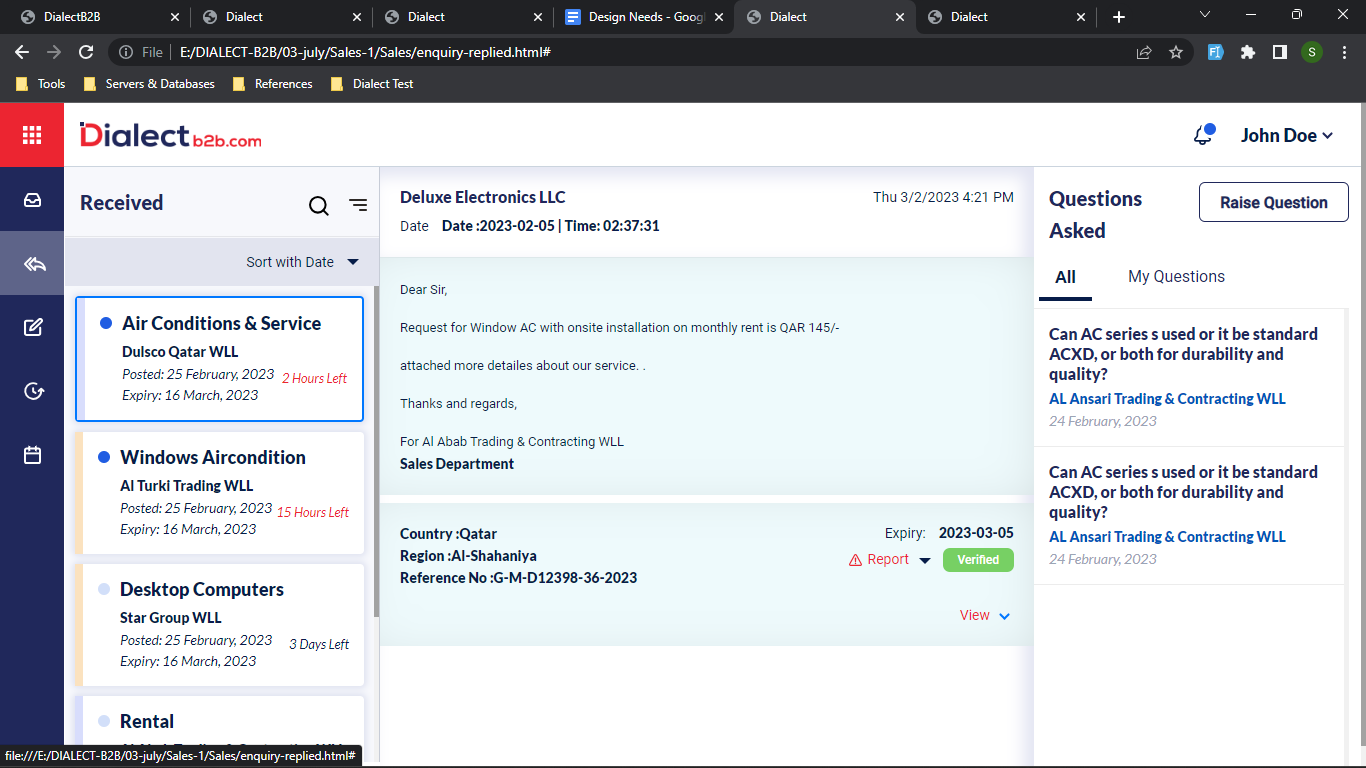 DialectB2B
Dialect
Dialect
Design Needs - Googl
Dialect
Dialect
File
E:/DIALECT-B2B/03-july/Sales-1/Sales/enquiry-replied.html#
S
Tools
Servers & Databases
References
Dialect Test
Dialect b2b.com
John Doe
Received
Sort with Date
Air Conditions & Service
Dulsco Qatar WLL
Posted: 25 February, 2023
2 Hours Left
Expiry: 16 March, 2023
Windows Aircondition
Al Turki Trading WLL
Posted: 25 February, 2023
15 Hours Left
Expiry: 16 March, 2023
Desktop Computers
Star Group WLL
Posted: 25 February, 2023
3 Days Left
Expiry: 16 March, 2023
Rental
file:///E:/DIALECT-B2B/03-july/Sales-1/Sales/enquiry-replied.html#
Deluxe Electronics LLC
Thu 3/2/2023 4:21 PM
Date Date :2023-02-05 | Time: 02:37:31
Dear Sir,
Request for Window AC with onsite installation on monthly rent is QAR 145/-
attached more detailes about our service. .
Thanks and regards,
For Al Abab Trading & Contracting WLL
Sales Department
Country :Qatar
Region :Al-Shahaniya
Reference No :G-M-D12398-36-2023
Expiry: 2023-03-05
Report
Verified
View
Questions
Asked
Raise Question
All
My Questions
Can AC series s used or it be standard
ACXD, or both for durability and
quality?
AL Ansari Trading & Contracting WLL
24 February, 2023
Can AC series s used or it be standard
ACXD, or both for durability and
quality?
AL Ansari Trading & Contracting WLL
24 February, 2023